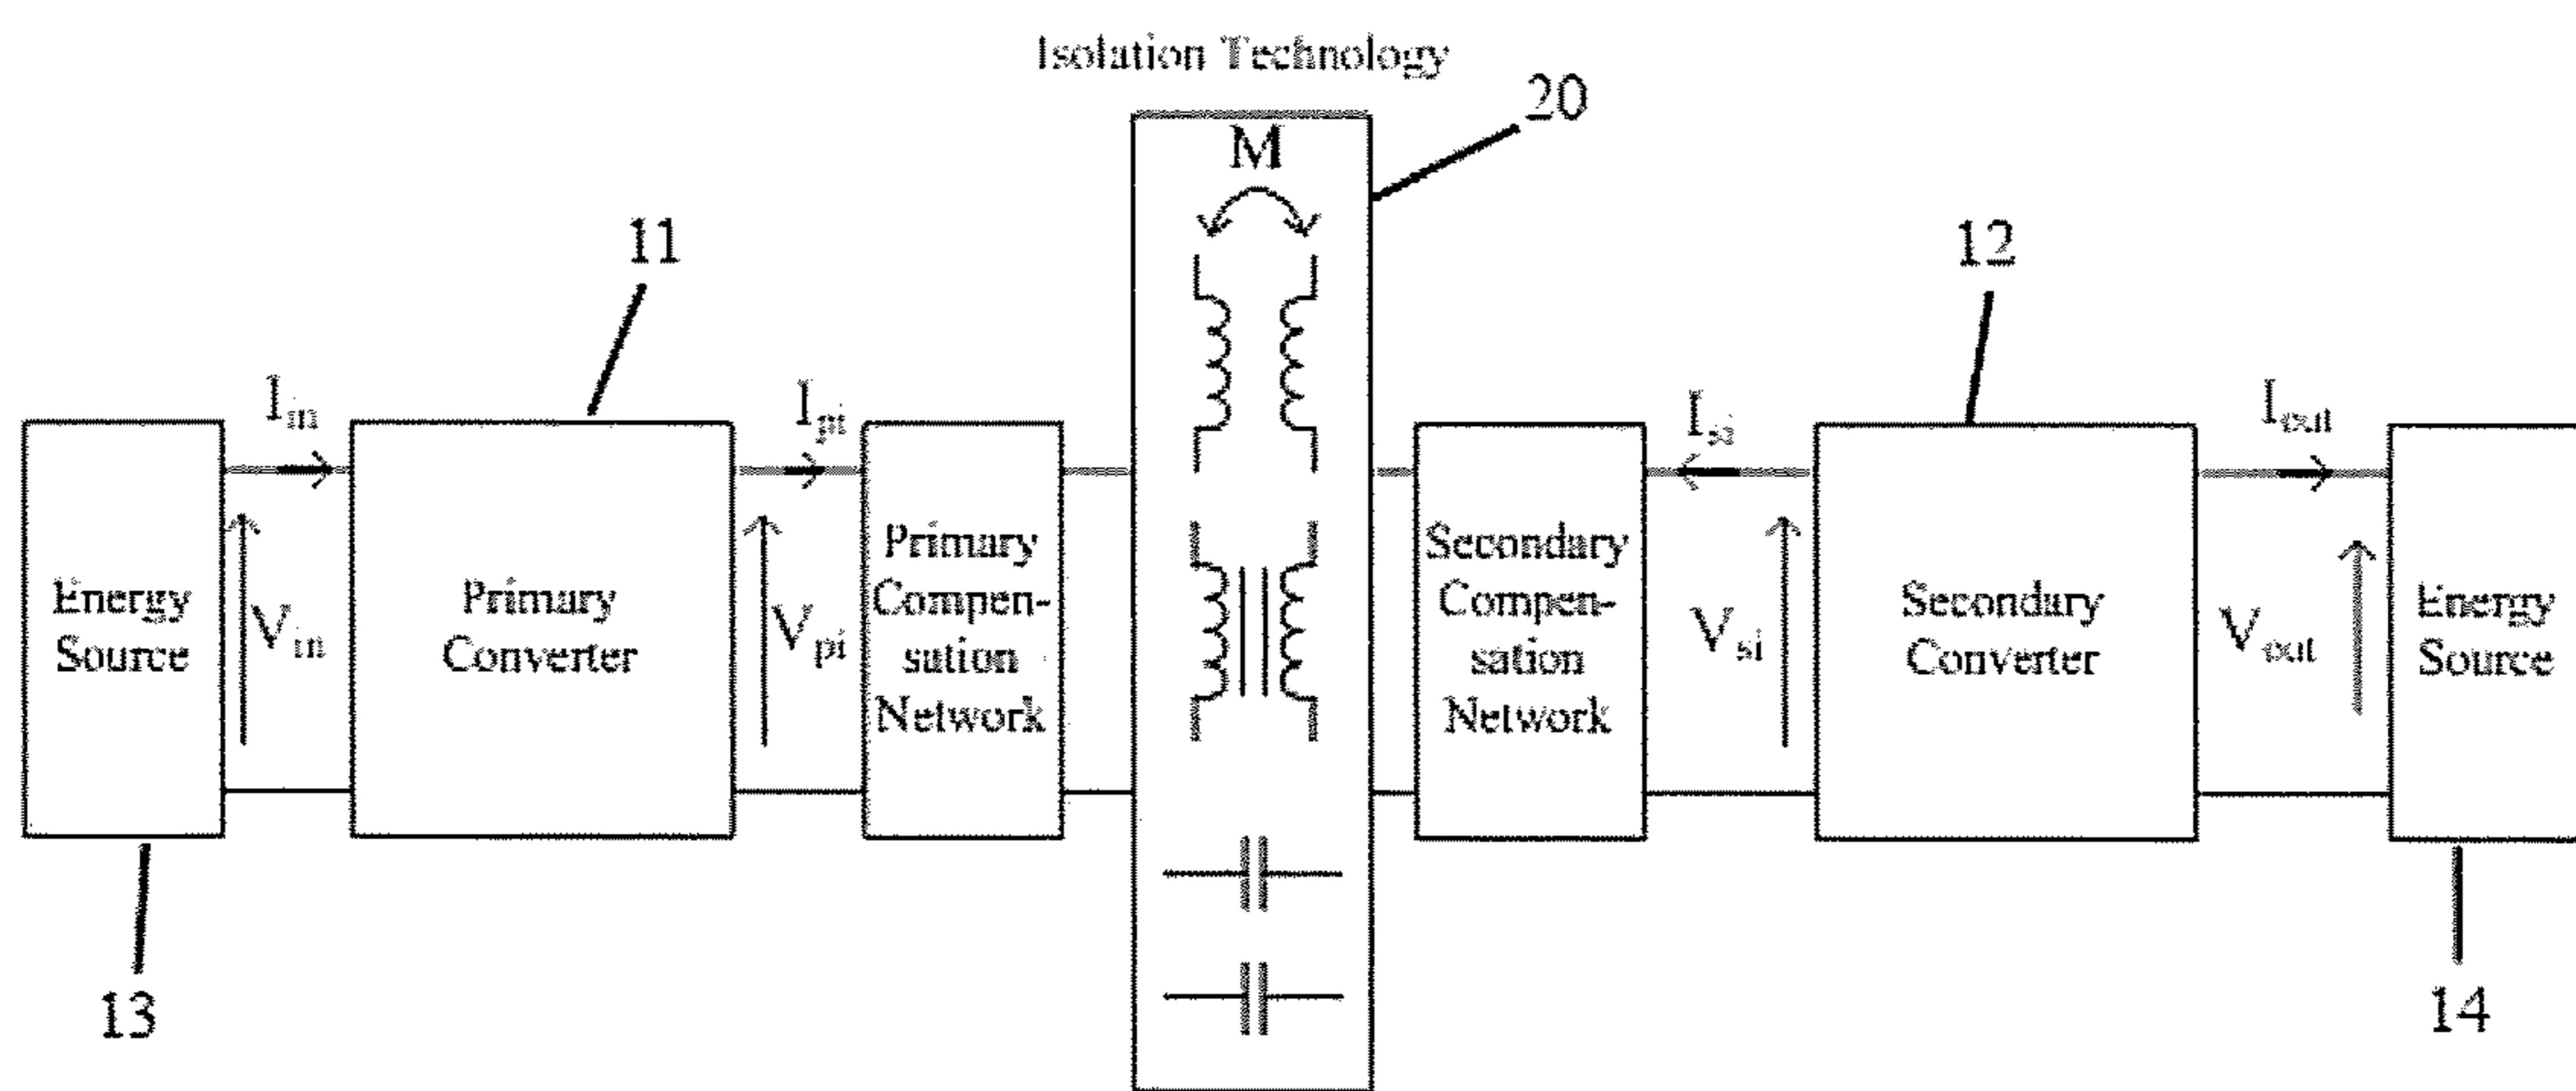 Isolation Technology
20
M
11
12
I_in
I_pi
I_si
I_out
Energy
Source
V_in
Primary
Converter
V_pi
Primary
Compen-
sation
Network
Secondary
Compen-
sation
Network
V_si
Secondary
Converter
V_out
Energy
Source
13
14